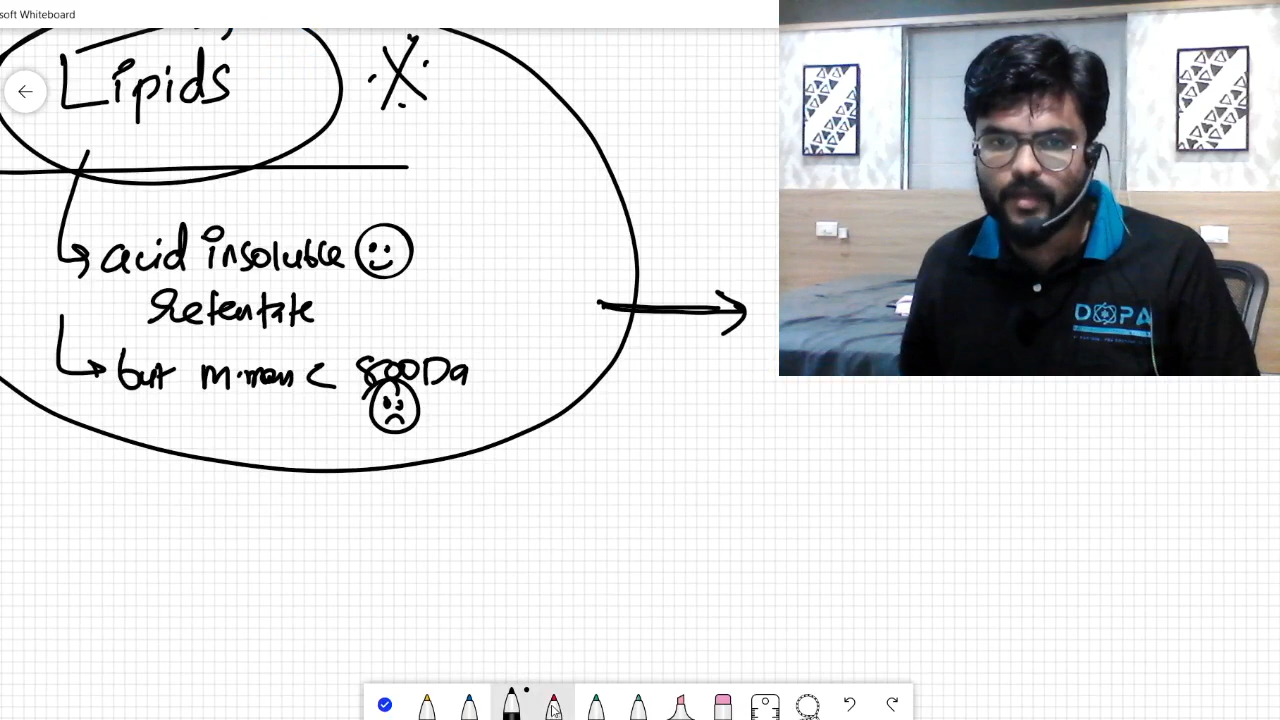 soft Whiteboard
Lipids X
acid insoluble
Retentate
but m.mass < 800Da
DOPA